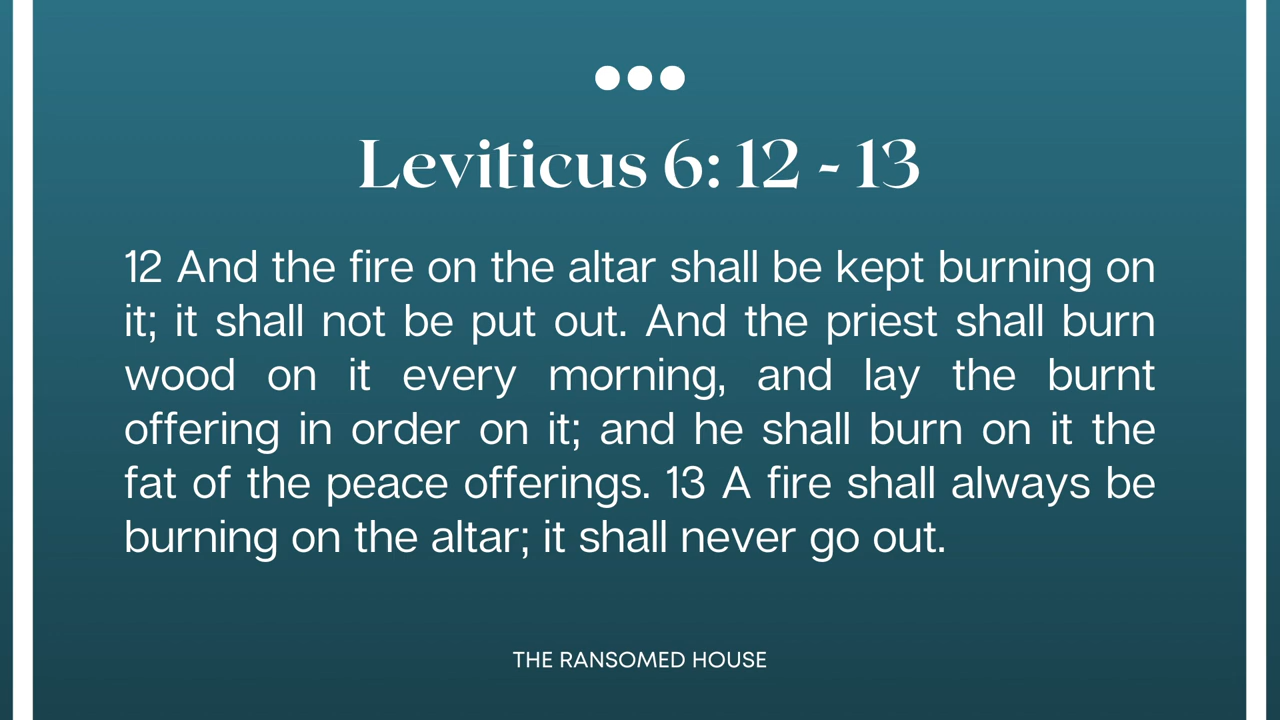 Leviticus 6: 12 - 13
12 And the fire on the altar shall be kept burning on
it; it shall not be put out. And the priest shall burn
wood on it every morning, and lay the burnt
offering in order on it; and he shall burn on it the
fat of the peace offerings. 13 A fire shall always be
burning on the altar; it shall never go out.
THE RANSOMED HOUSE